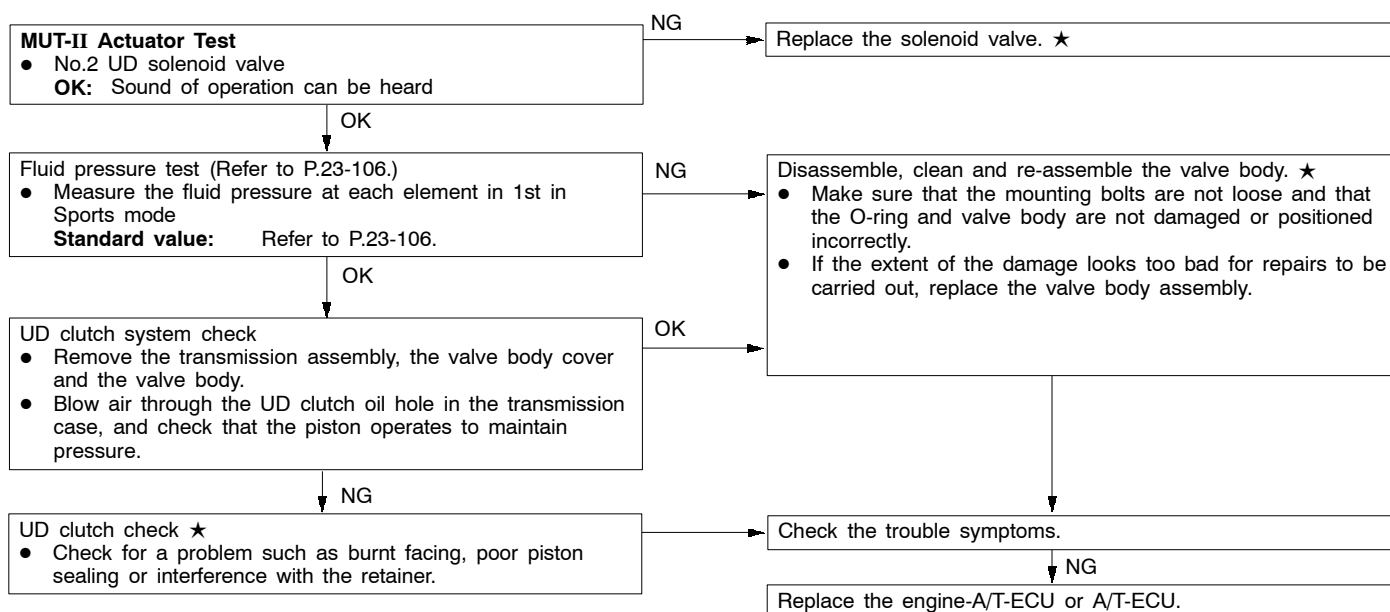 MUT-II Actuator Test
● No.2 UD solenoid valve
OK: Sound of operation can be heard
NG
Replace the solenoid valve. ★
OK
Fluid pressure test (Refer to P.23-106.)
● Measure the fluid pressure at each element in 1st in
Sports mode
Standard value: Refer to P.23-106.
NG
Disassemble, clean and re-assemble the valve body. ★
● Make sure that the mounting bolts are not loose and that
the O-ring and valve body are not damaged or positioned
incorrectly.
● If the extent of the damage looks too bad for repairs to be
carried out, replace the valve body assembly.
OK
UD clutch system check
● Remove the transmission assembly, the valve body cover
and the valve body.
● Blow air through the UD clutch oil hole in the transmission
case, and check that the piston operates to maintain
pressure.
OK
NG
UD clutch check ★
● Check for a problem such as burnt facing, poor piston
sealing or interference with the retainer.
Check the trouble symptoms.
NG
Replace the engine-A/T-ECU or A/T-ECU.